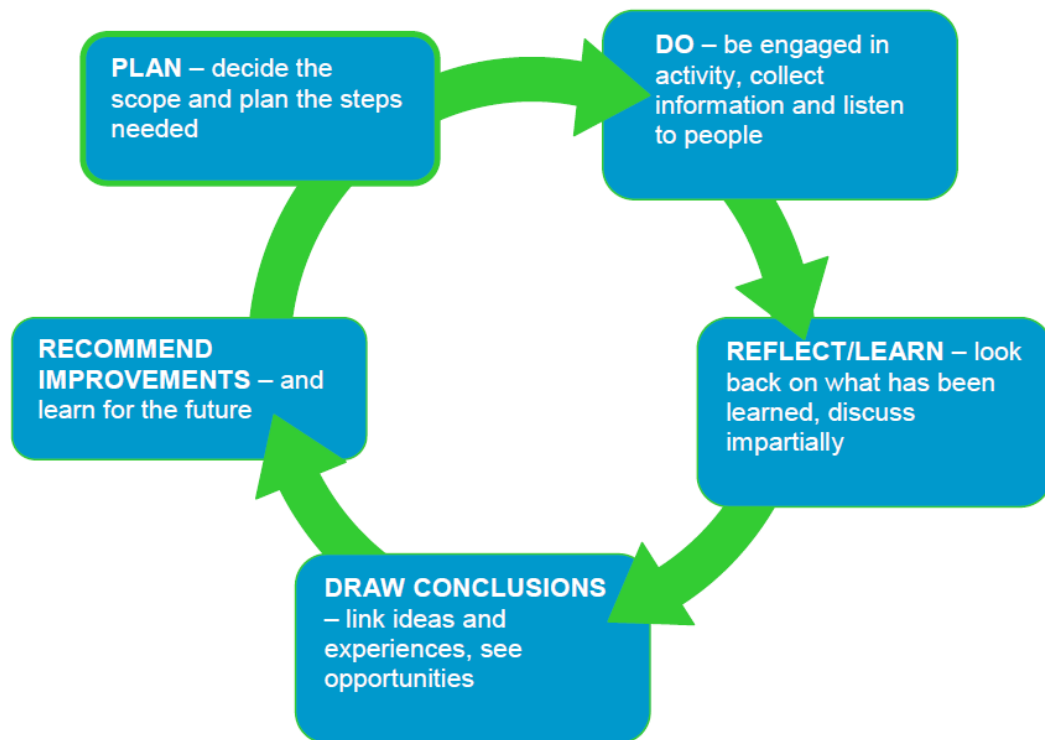 PLAN – decide the
scope and plan the steps
needed
DO – be engaged in
activity, collect
information and listen
to people
REFLECT/LEARN – look
back on what has been
learned, discuss
impartially
DRAW CONCLUSIONS
– link ideas and
experiences, see
opportunities
RECOMMEND
IMPROVEMENTS – and
learn for the future